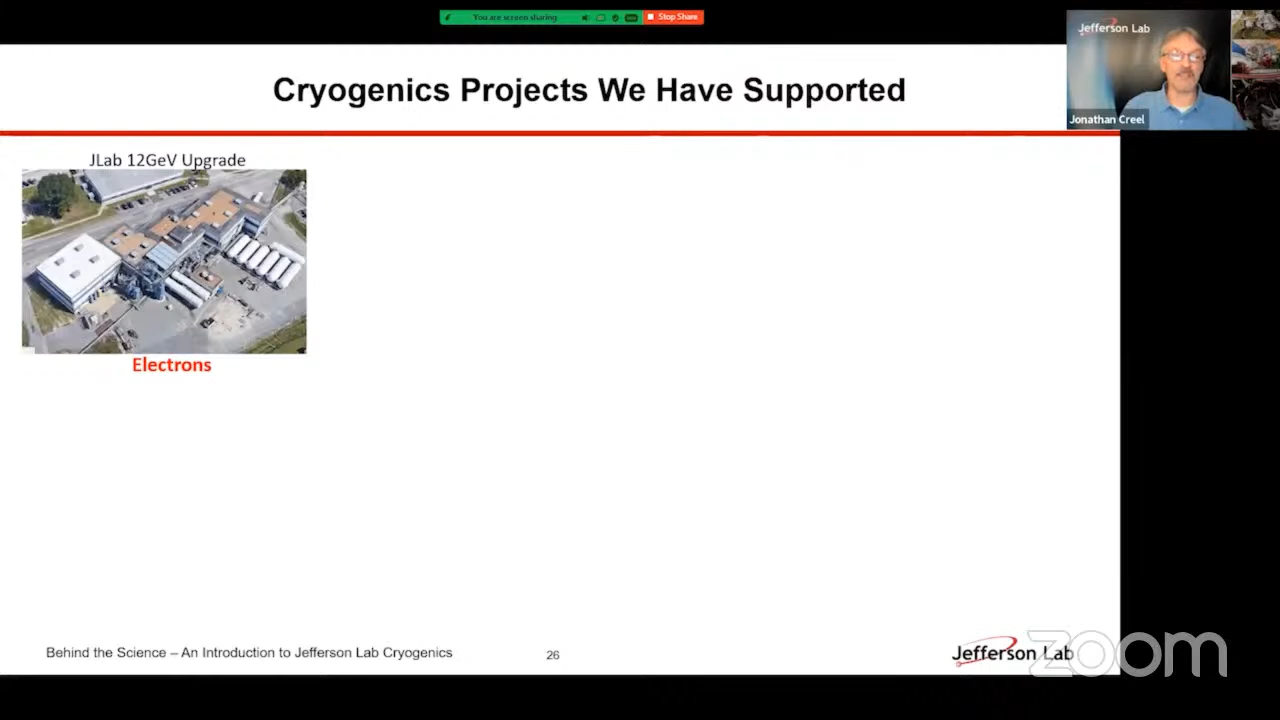 You are screen sharing
Stop Share
Jefferson Lab
Jonathan Creel
Cryogenics Projects We Have Supported
JLab 12GeV Upgrade
Electrons
Behind the Science – An Introduction to Jefferson Lab Cryogenics
26
Jefferson Lab
zoom